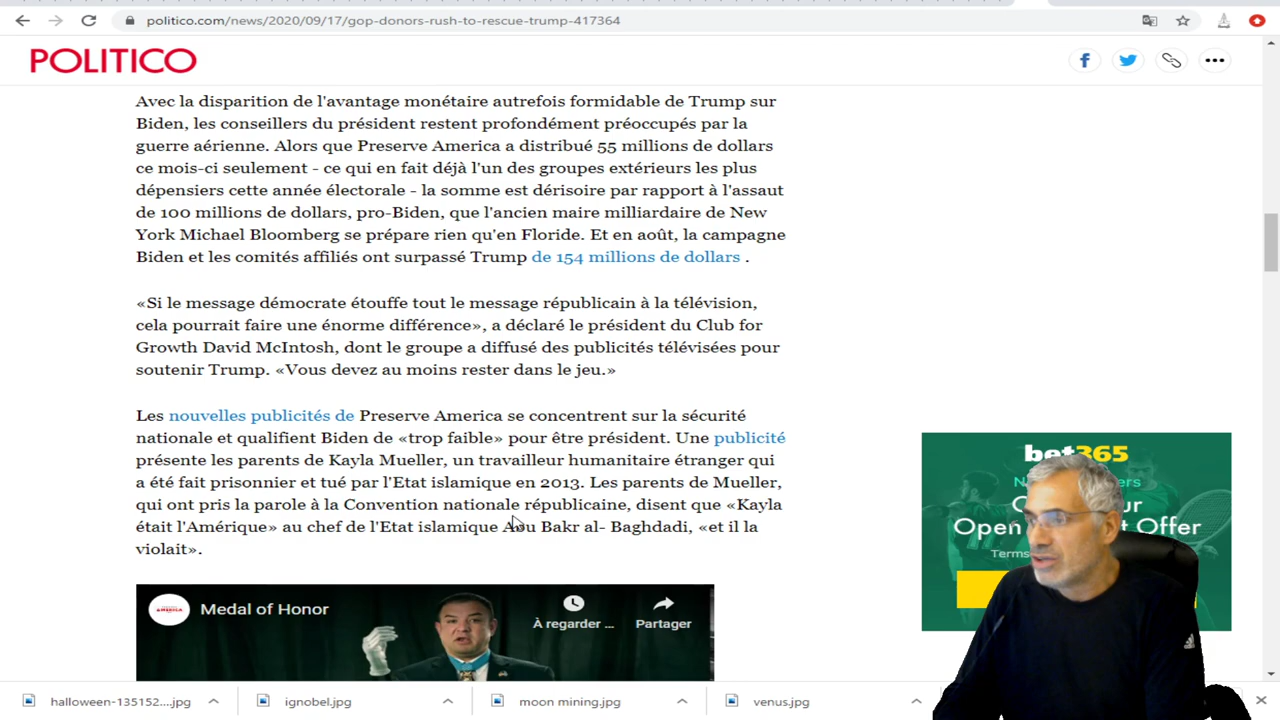 politico.com/news/2020/09/17/gop-donors-rush-to-rescue-trump-417364
POLITICO
Avec la disparition de l'avantage monétaire autrefois formidable de Trump sur
Biden, les conseillers du président restent profondément préoccupés par la
guerre aérienne. Alors que Preserve America a distribué 55 millions de dollars
ce mois-ci seulement - ce qui en fait déjà l'un des groupes extérieurs les plus
dépensiers cette année électorale - la somme est dérisoire par rapport à l'assaut
de 100 millions de dollars, pro-Biden, que l'ancien maire milliardaire de New
York Michael Bloomberg se prépare rien qu'en Floride. Et en août, la campagne
Biden et les comités affiliés ont surpassé Trump de 154 millions de dollars .
«Si le message démocrate étouffe tout le message républicain à la télévision,
cela pourrait faire une énorme différence», a déclaré le président du Club for
Growth David McIntosh, dont le groupe a diffusé des publicités télévisées pour
soutenir Trump. «Vous devez au moins rester dans le jeu.»
Les nouvelles publicités de Preserve America se concentrent sur la sécurité
nationale et qualifient Biden de «trop faible» pour être président. Une publicité
présente les parents de Kayla Mueller, un travailleur humanitaire étranger qui
a été fait prisonnier et tué par l'Etat islamique en 2013. Les parents de Mueller,
qui ont pris la parole à la Convention nationale républicaine, disent que «Kayla
était l'Amérique» au chef de l'Etat islamique Abu Bakr al- Baghdadi, «et il la
violait».
bet365
Open Offer
Terms
Medal of Honor
À regarder ...
Partager
halloween-135152....jpg
ignobel.jpg
moon mining.jpg
venus.jpg